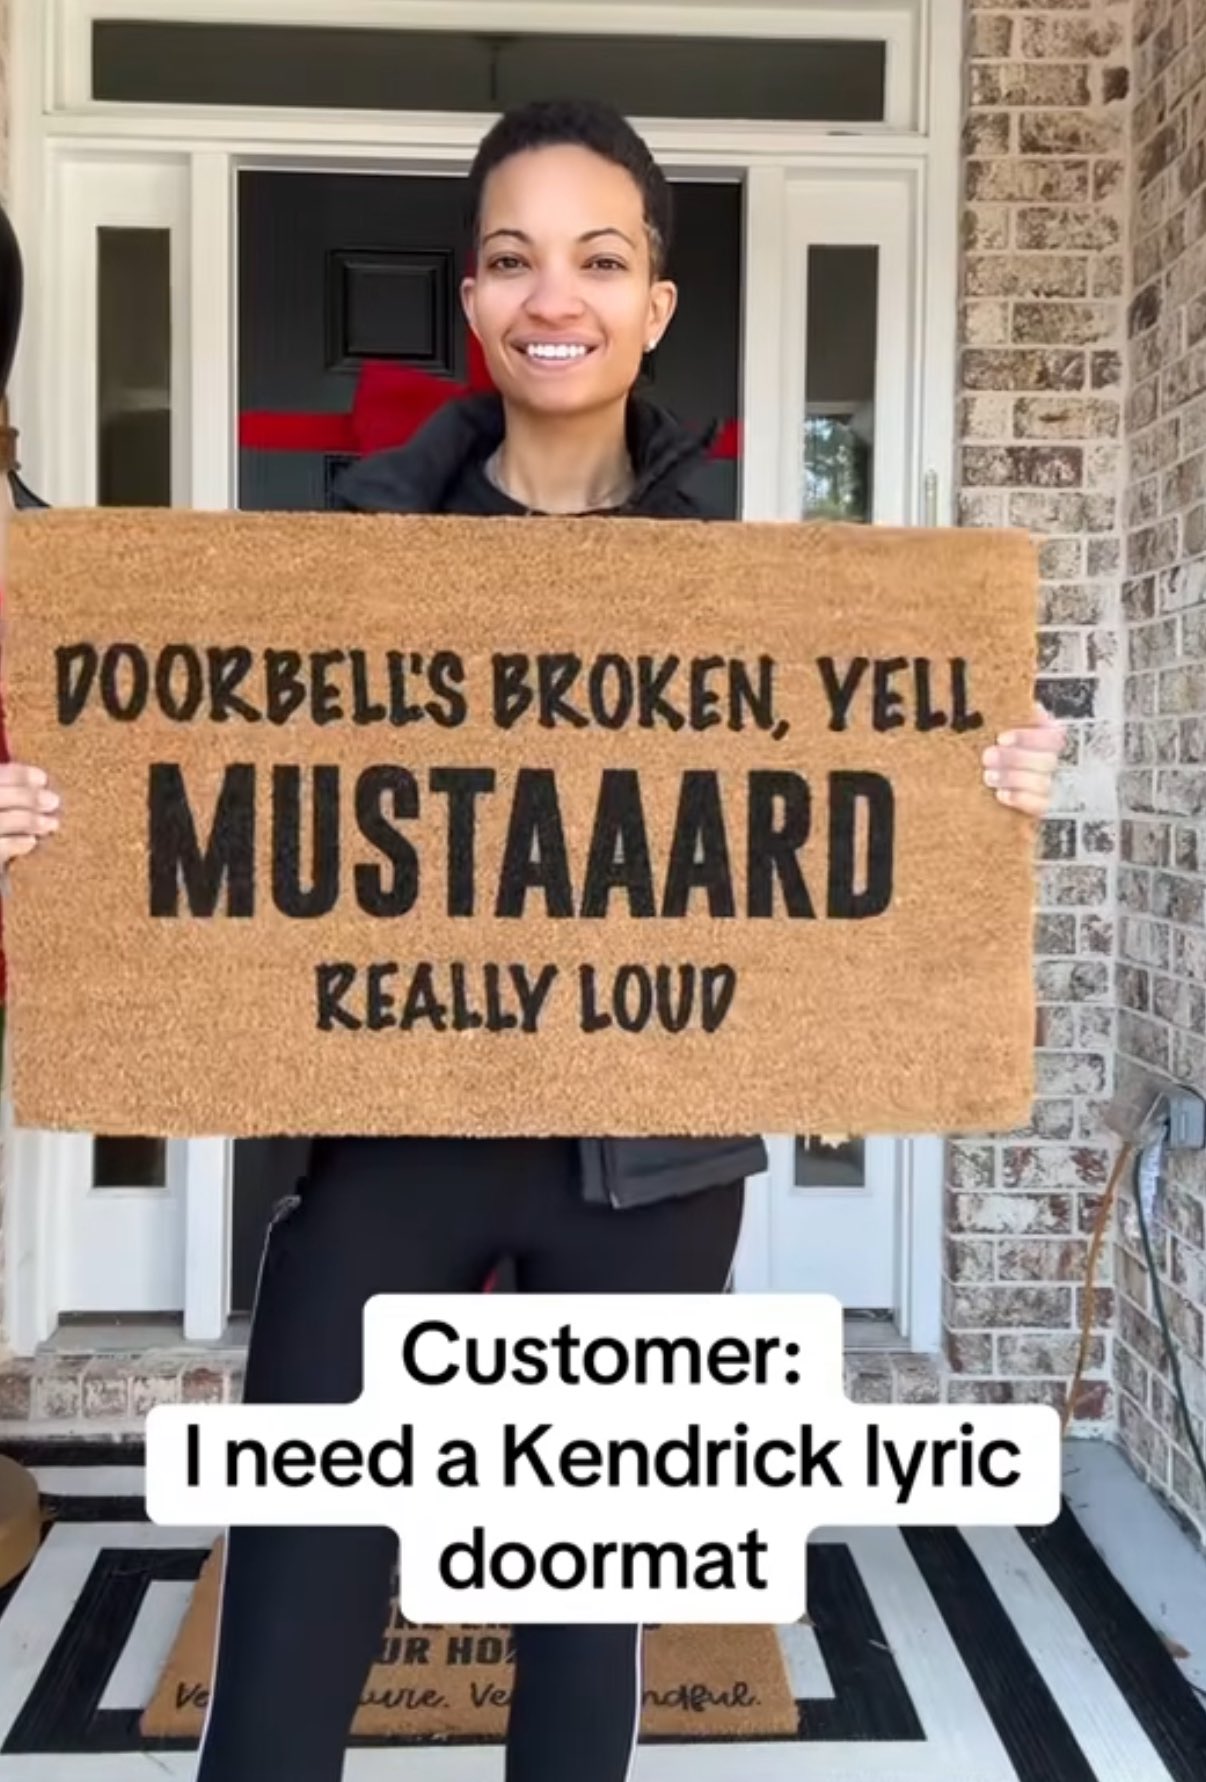 DOORBELL'S BROKEN, YELL
MUSTAAARD
REALLY LOUD
Customer:
I need a Kendrick lyric
doormat